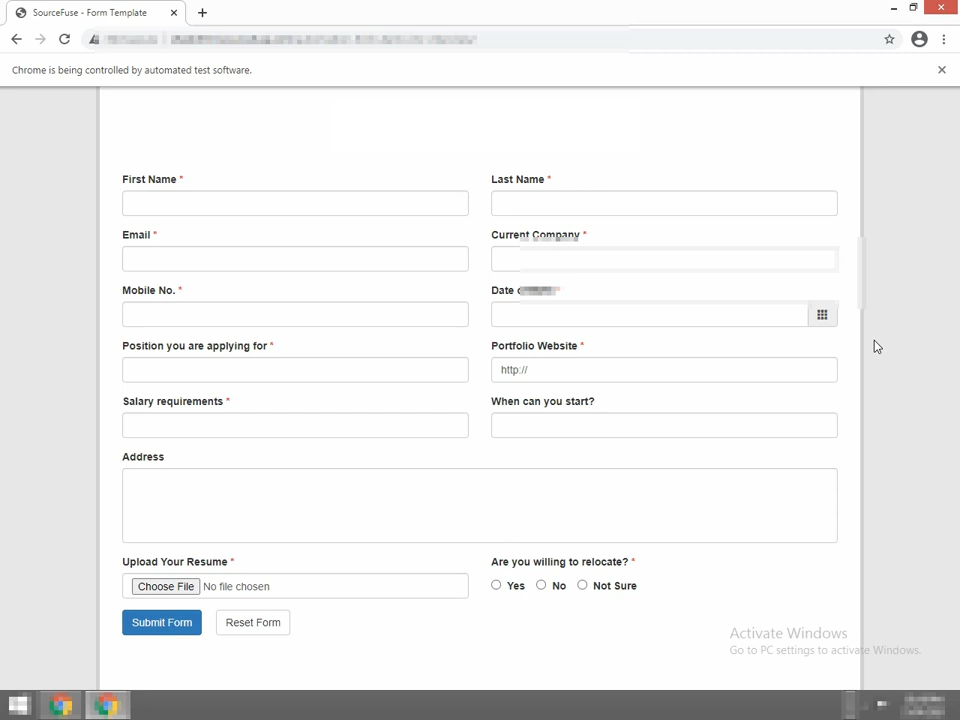 SourceFuse - Form Template
Chrome is being controlled by automated test software.
First Name *
Last Name *
Email *
Current Company *
Mobile No. *
Date
Position you are applying for *
Portfolio Website *
http://
Salary requirements *
When can you start?
Address
Upload Your Resume *
Are you willing to relocate? *
Choose File No file chosen
Yes No Not Sure
Submit Form Reset Form
Activate Windows
Go to PC settings to activate Windows.